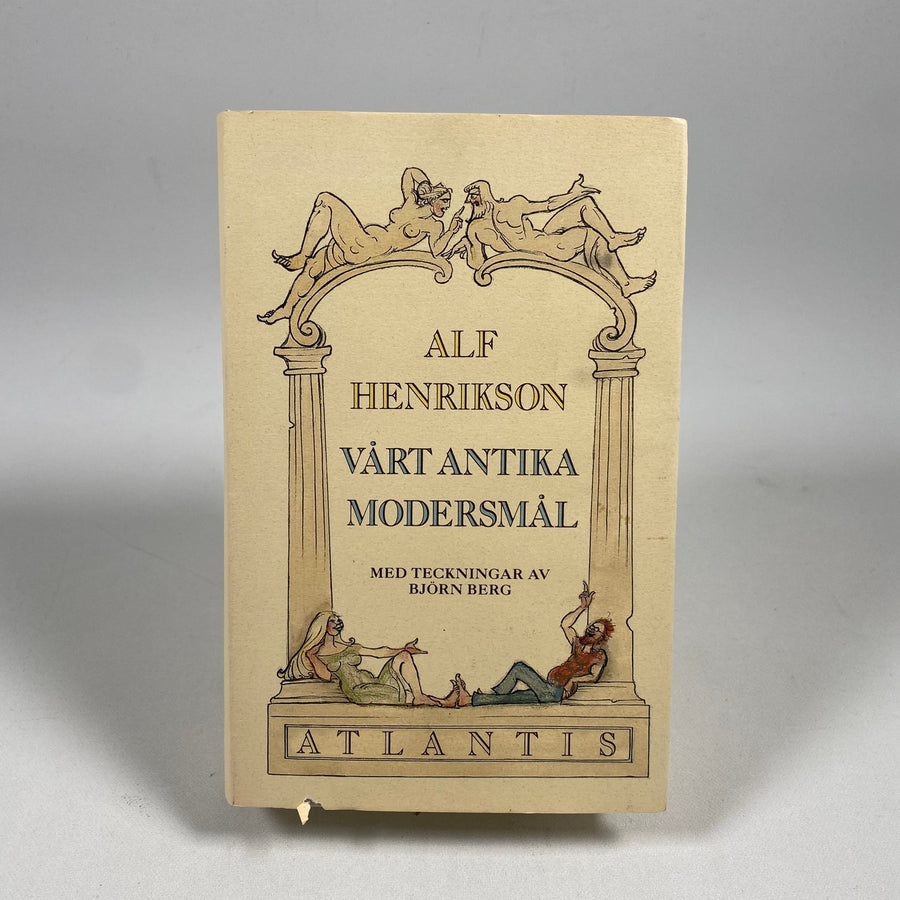 ALF
HENRIKSON
VÅRT ANTIKA
MODERSMÅL
MED TECKNINGAR AV
BJÖRN BERG
ATLANTIS